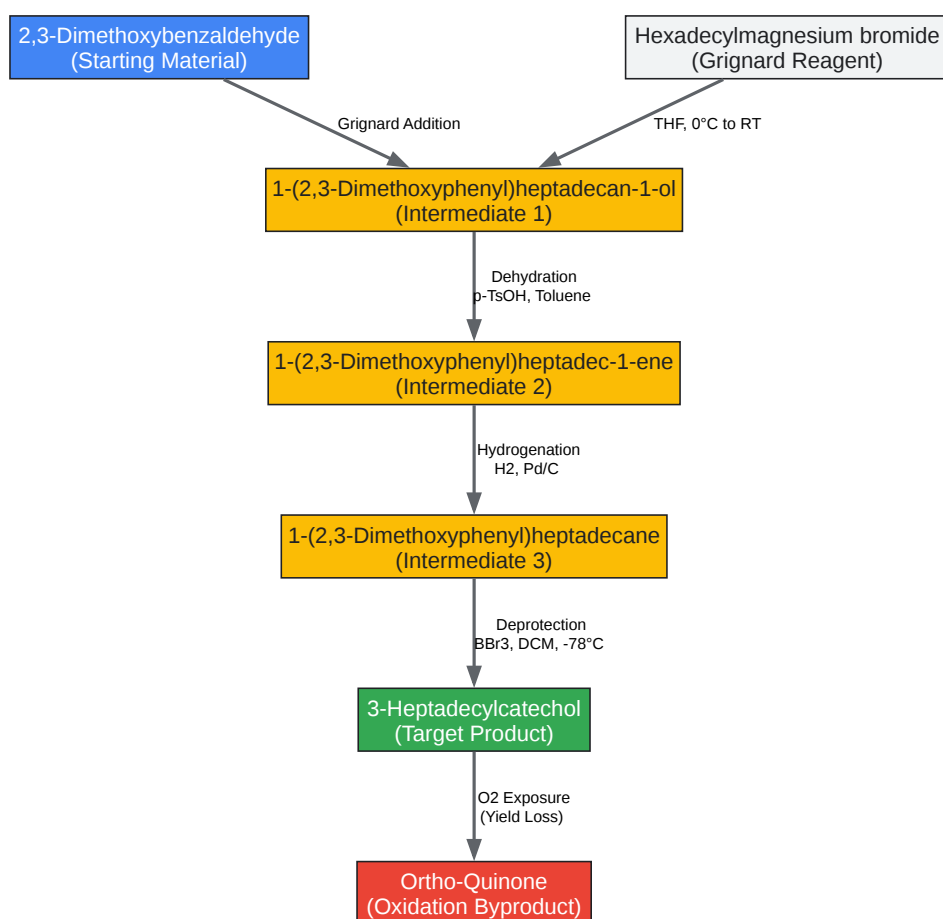 2,3-Dimethoxybenzaldehyde
(Starting Material)
Hexadecylmagnesium bromide
(Grignard Reagent)
Grignard Addition
THF, 0°C to RT
1-(2,3-Dimethoxyphenyl)heptadecan-1-ol
(Intermediate 1)
Dehydration
p-TsOH, Toluene
1-(2,3-Dimethoxyphenyl)heptadec-1-ene
(Intermediate 2)
Hydrogenation
H2, Pd/C
1-(2,3-Dimethoxyphenyl)heptadecane
(Intermediate 3)
Deprotection
BBr3, DCM, -78°C
3-Heptadecylcatechol
(Target Product)
O2 Exposure
(Yield Loss)
Ortho-Quinone
(Oxidation Byproduct)